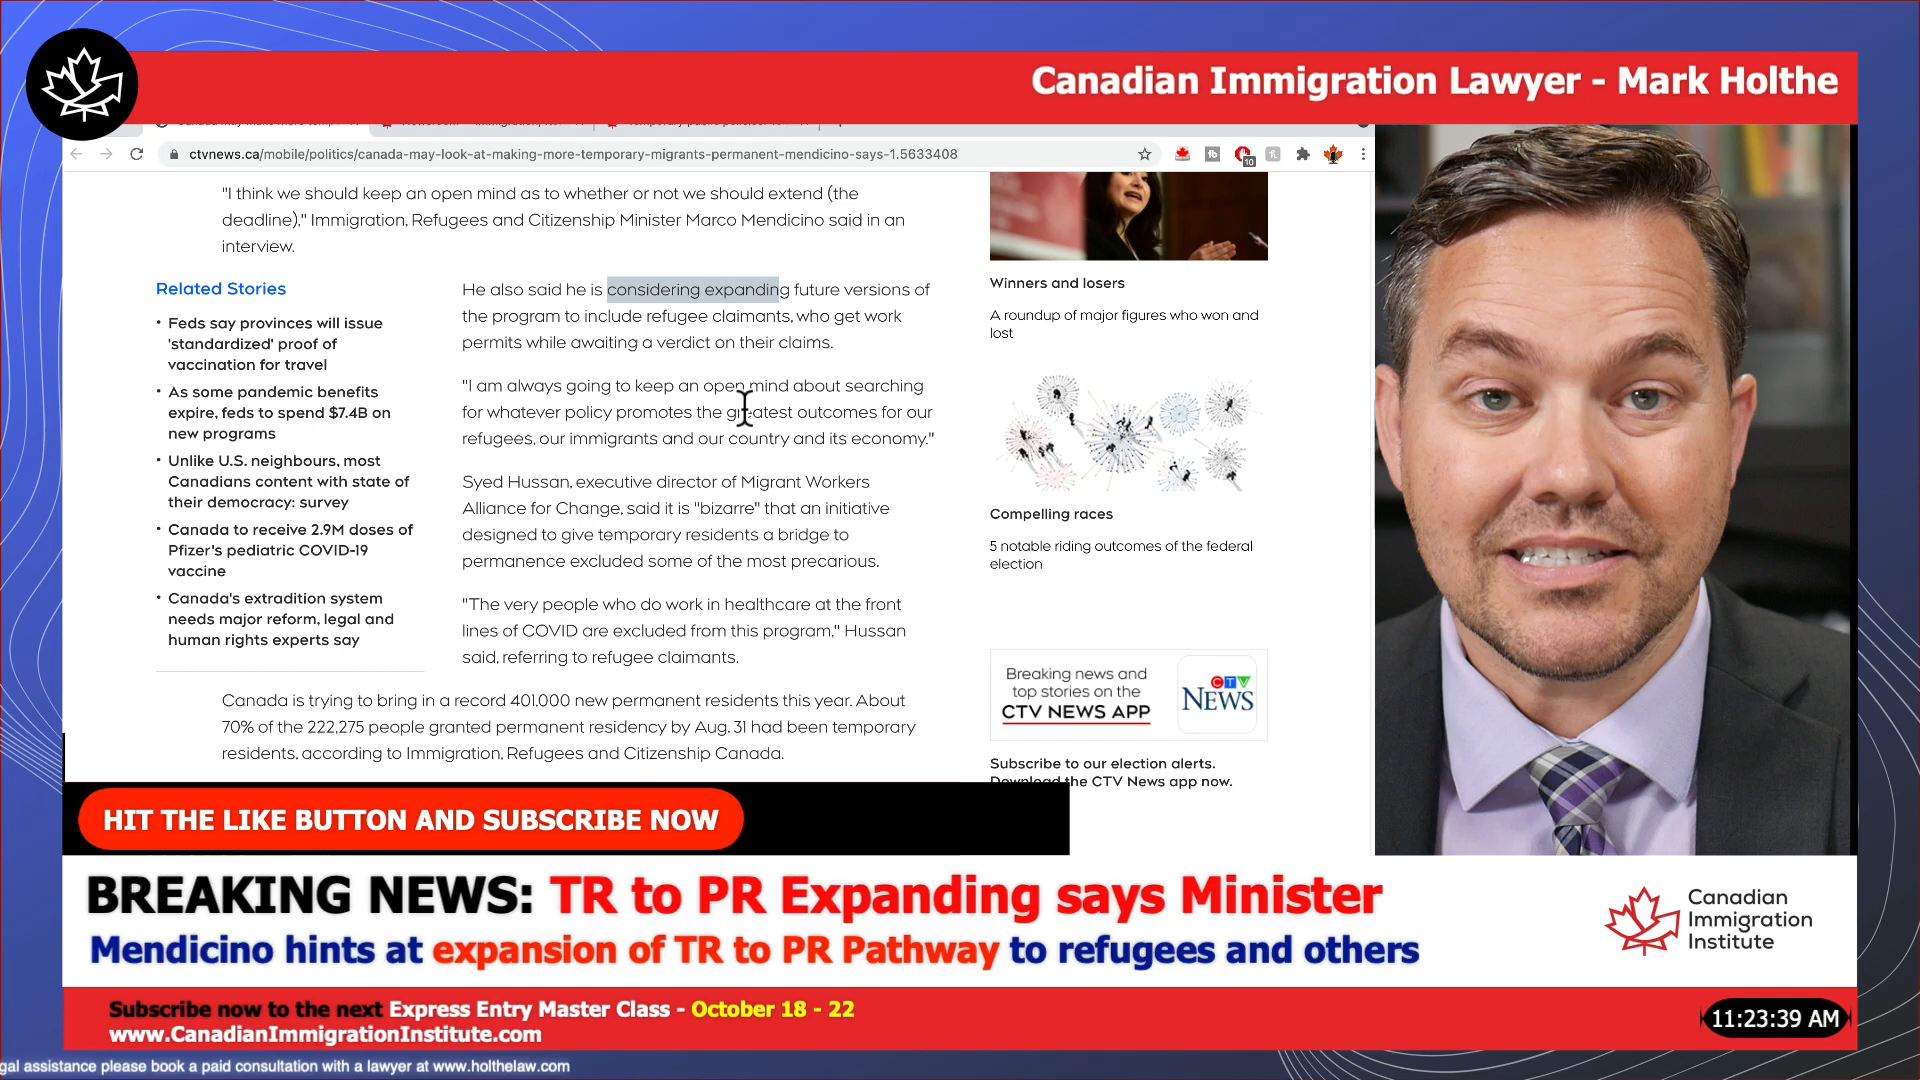 Canadian Immigration Lawyer - Mark Holthe
ctvnews.ca/mobile/politics/canada-may-look-at-making-more-temporary-migrants-permanent-mendicino-says-1.5633408
10
"I think we should keep an open mind as to whether or not we should extend (the
deadline)," Immigration, Refugees and Citizenship Minister Marco Mendicino said in an
interview.
Related Stories
• Feds say provinces will issue
'standardized' proof of
vaccination for travel
• As some pandemic benefits
expire, feds to spend $7.4B on
new programs
• Unlike U.S. neighbours, most
Canadians content with state of
their democracy: survey
• Canada to receive 2.9M doses of
Pfizer's pediatric COVID-19
vaccine
• Canada's extradition system
needs major reform, legal and
human rights experts say
He also said he is considering expanding future versions of
the program to include refugee claimants, who get work
permits while awaiting a verdict on their claims.
"I am always going to keep an open mind about searching
for whatever policy promotes the greatest outcomes for our
refugees, our immigrants and our country and its economy."
Syed Hussan, executive director of Migrant Workers
Alliance for Change, said it is "bizarre" that an initiative
designed to give temporary residents a bridge to
permanence excluded some of the most precarious.
"The very people who do work in healthcare at the front
lines of COVID are excluded from this program," Hussan
said, referring to refugee claimants.
Canada is trying to bring in a record 401,000 new permanent residents this year. About
70% of the 222,275 people granted permanent residency by Aug. 31 had been temporary
residents, according to Immigration, Refugees and Citizenship Canada.
Winners and losers
A roundup of major figures who won and
lost
Compelling races
5 notable riding outcomes of the federal
election
Breaking news and
top stories on the
CTV NEWS APP
CTV
NEWS
Subscribe to our election alerts.
Download the CTV News app now.
HIT THE LIKE BUTTON AND SUBSCRIBE NOW
BREAKING NEWS: TR to PR Expanding says Minister
Mendicino hints at expansion of TR to PR Pathway to refugees and others
Canadian
Immigration
Institute
Subscribe now to the next Express Entry Master Class - October 18 - 22
www.CanadianImmigrationInstitute.com
11:23:39 AM
gal assistance please book a paid consultation with a lawyer at www.holthelaw.com